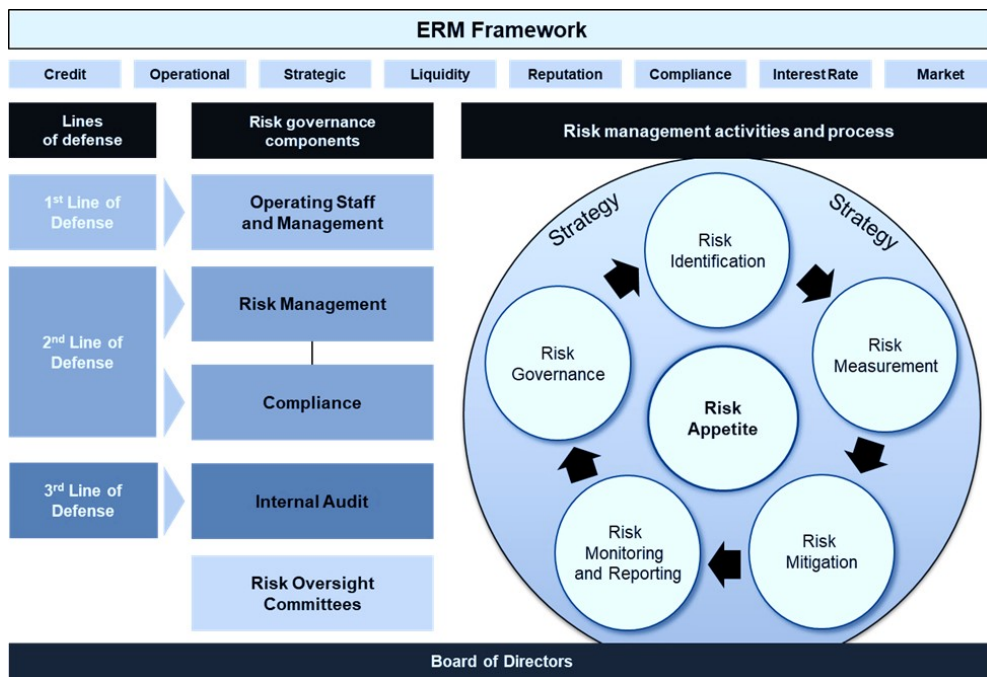 ERM Framework
Credit
Operational
Strategic
Liquidity
Reputation
Compliance
Interest Rate
Market
Lines
of defense
Risk governance
components
Risk management activities and process
1st Line of
Defense
Operating Staff
and Management
2nd Line of
Defense
Risk Management
Compliance
3rd Line of
Defense
Internal Audit
Risk Oversight
Committees
Strategy
Strategy
Risk
Identification
Risk
Measurement
Risk
Mitigation
Risk
Monitoring
and Reporting
Risk
Governance
Risk
Appetite
Board of Directors